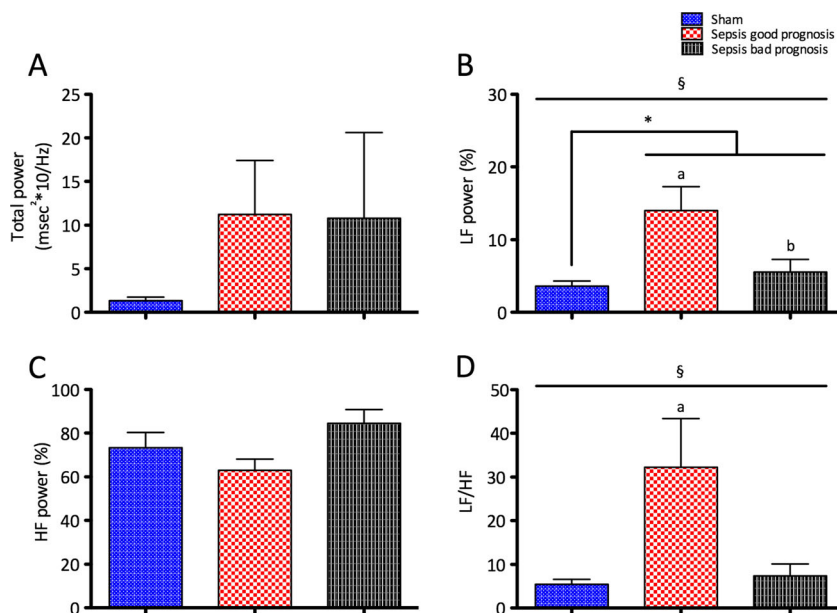 Sham
Sepsis good prognosis
Sepsis bad prognosis
A
Total power
(msec²*10/Hz)
25
20
15
10
5
0
B
LF power (%)
30
20
10
0
§
*
a
b
C
HF power (%)
100
80
60
40
20
0
D
LF/HF
50
40
30
20
10
0
§
a